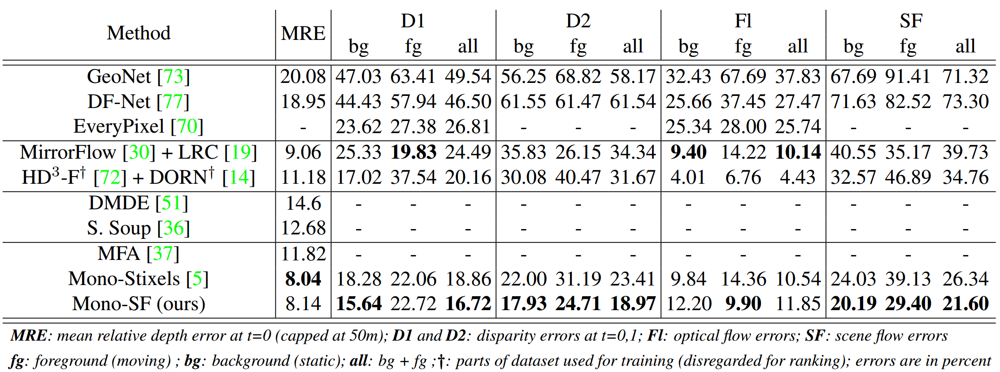 Method MRE D1 D2 Fl SF
bg fg all bg fg all bg fg all bg fg all
GeoNet [73] 20.08 47.03 63.41 49.54 56.25 68.82 58.17 32.43 67.69 37.83 67.69 91.41 71.32
DF-Net [77] 18.95 44.43 57.94 46.50 61.55 61.47 61.54 25.66 37.45 27.47 71.63 82.52 73.30
EveryPixel [70] - 23.62 27.38 26.81 - - - 25.34 28.00 25.74 - - -
MirrorFlow [30] + LRC [19] 9.06 25.33 19.83 24.49 35.83 26.15 34.34 9.40 14.22 10.14 40.55 35.17 39.73
HD³-F† [72] + DORN† [14] 11.18 17.02 37.54 20.16 30.08 40.47 31.67 4.01 6.76 4.43 32.57 46.89 34.76
DMDE [51] 14.6 - - - - - - - - - - - -
S. Soup [36] 12.68 - - - - - - - - - - - -
MFA [37] 11.82 - - - - - - - - - - - -
Mono-Stixels [5] 8.04 18.28 22.06 18.86 22.00 31.19 23.41 9.84 14.36 10.54 24.03 39.13 26.34
Mono-SF (ours) 8.14 15.64 22.72 16.72 17.93 24.71 18.97 12.20 9.90 11.85 20.19 29.40 21.60
MRE: mean relative depth error at t=0 (capped at 50m); D1 and D2: disparity errors at t=0,1; Fl: optical flow errors; SF: scene flow errors
fg: foreground (moving) ; bg: background (static); all: bg + fg ;†: parts of dataset used for training (disregarded for ranking); errors are in percent